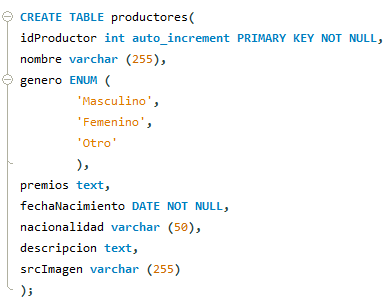 CREATE TABLE productores(
idProductor int auto_increment PRIMARY KEY NOT NULL,
nombre varchar (255),
genero ENUM (
'Masculino',
'Femenino',
'Otro'
),
premios text,
fechaNacimiento DATE NOT NULL,
nacionalidad varchar (50),
descripcion text,
srcImagen varchar (255)
);